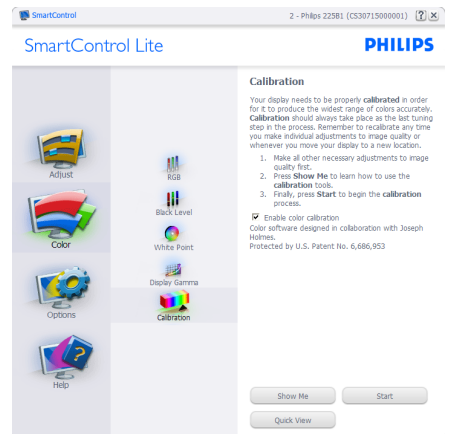 SmartControl
2 - Philips 225B1 (CS30715000001)
SmartControl Lite
PHILIPS
Adjust
Color
Options
Help
RGB
Black Level
White Point
Display Gamma
Calibration
Calibration
Your display needs to be properly calibrated in order
for it to produce the widest range of colors accurately.
Calibration should always take place as the last tuning
step in the process. Remember to recalibrate any time
you make individual adjustments to image quality or
whenever you move your display to a new location.
1. Make all other necessary adjustments to image
quality first.
2. Press Show Me to learn how to use the
calibration tools.
3. Finally, press Start to begin the calibration
process.
Enable color calibration
Color software designed in collaboration with Joseph
Holmes.
Protected by U.S. Patent No. 6,686,953
Show Me
Start
Quick View